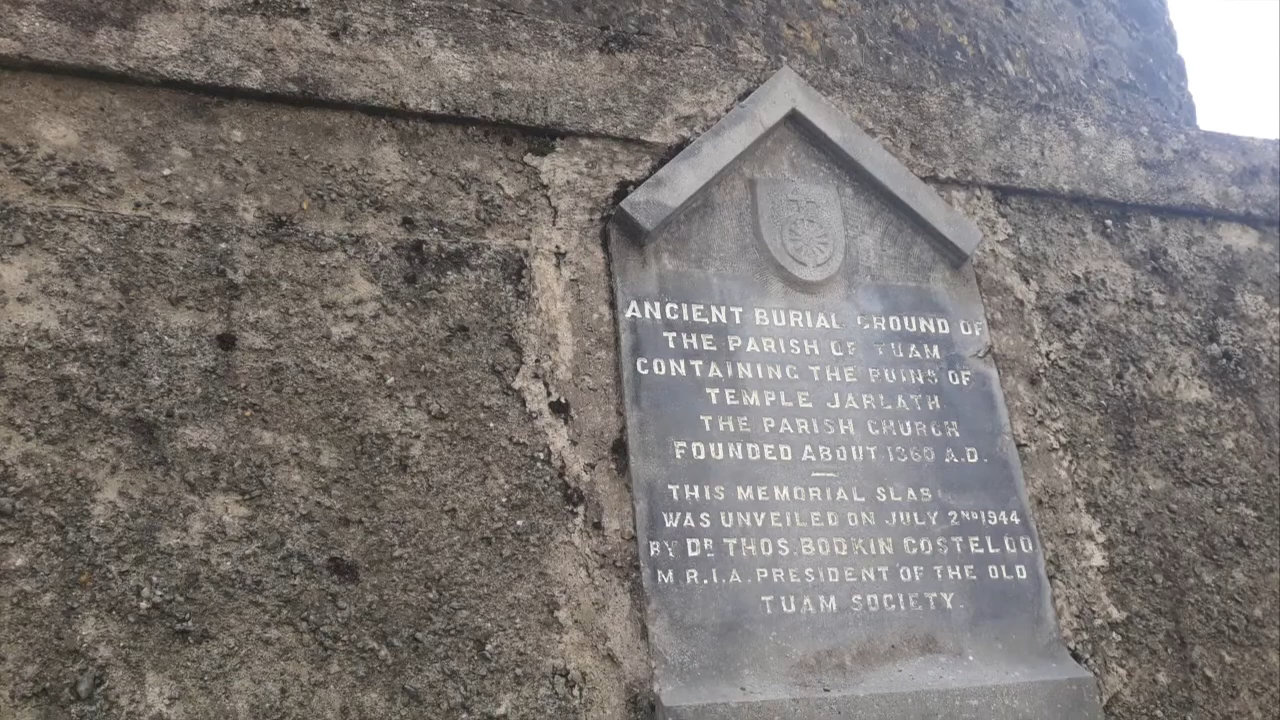 ANCIENT BURIAL GROUND OF
THE PARISH OF TUAM
CONTAINING THE RUINS OF
TEMPLE JARLATH
THE PARISH CHURCH
FOUNDED ABOUT 1360 A.D.
THIS MEMORIAL SLAB
WAS UNVEILED ON JULY 2ND 1944
BY DR THOS. BODKIN COSTELLO
M.R.I.A. PRESIDENT OF THE OLD
TUAM SOCIETY.